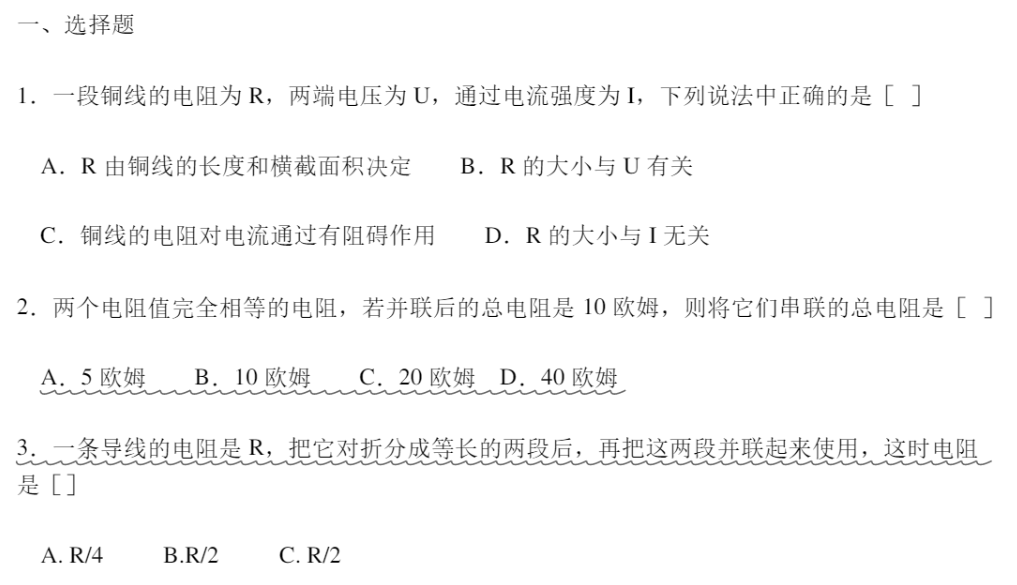 一、选择题
1．一段铜线的电阻为 R，两端电压为 U，通过电流强度为 I，下列说法中正确的是［ ］
A．R 由铜线的长度和横截面积决定 B．R 的大小与 U 有关
C．铜线的电阻对电流通过有阻碍作用 D．R 的大小与 I 无关
2．两个电阻值完全相等的电阻，若并联后的总电阻是 10 欧姆，则将它们串联的总电阻是［ ］
A．5 欧姆 B．10 欧姆 C．20 欧姆 D．40 欧姆
3．一条导线的电阻是 R，把它对折分成等长的两段后，再把这两段并联起来使用，这时电阻
是［］
A. R/4 B.R/2 C. R/2